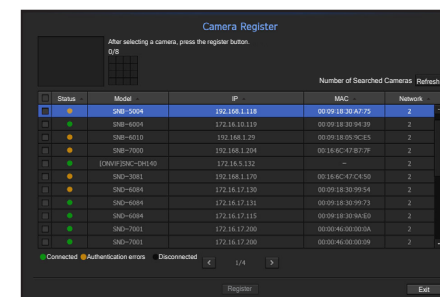 Camera Register
After selecting a camera, press the register button.
0/8
Number of Searched Cameras Refresh
Status Model IP MAC Network
SNB-5004 192.168.1.118 00:09:18:30:A7:75 2
SNB-6004 172.16.10.119 00:09:18:30:94:39 2
SNB-6010 192.168.1.29 00:09:18:05:9C:E5 2
SNB-7000 192.168.1.204 00:16:6C:47:B7:7F 2
[ONVIF]SNC-DH140 172.16.5.132 - 2
SND-3081 192.168.1.170 00:16:6C:47:C4:50 2
SND-6084 172.16.17.130 00:09:18:30:99:54 2
SND-6084 172.16.17.131 00:09:18:30:99:73 2
SND-6084 172.16.17.115 00:09:18:30:9A:E0 2
SND-7001 172.16.17.200 00:00:46:00:00:0A 2
SND-7001 172.16.17.200 00:00:46:00:00:09 2
Connected Authentication errors Disconnected
< 1/4 >
Register Exit